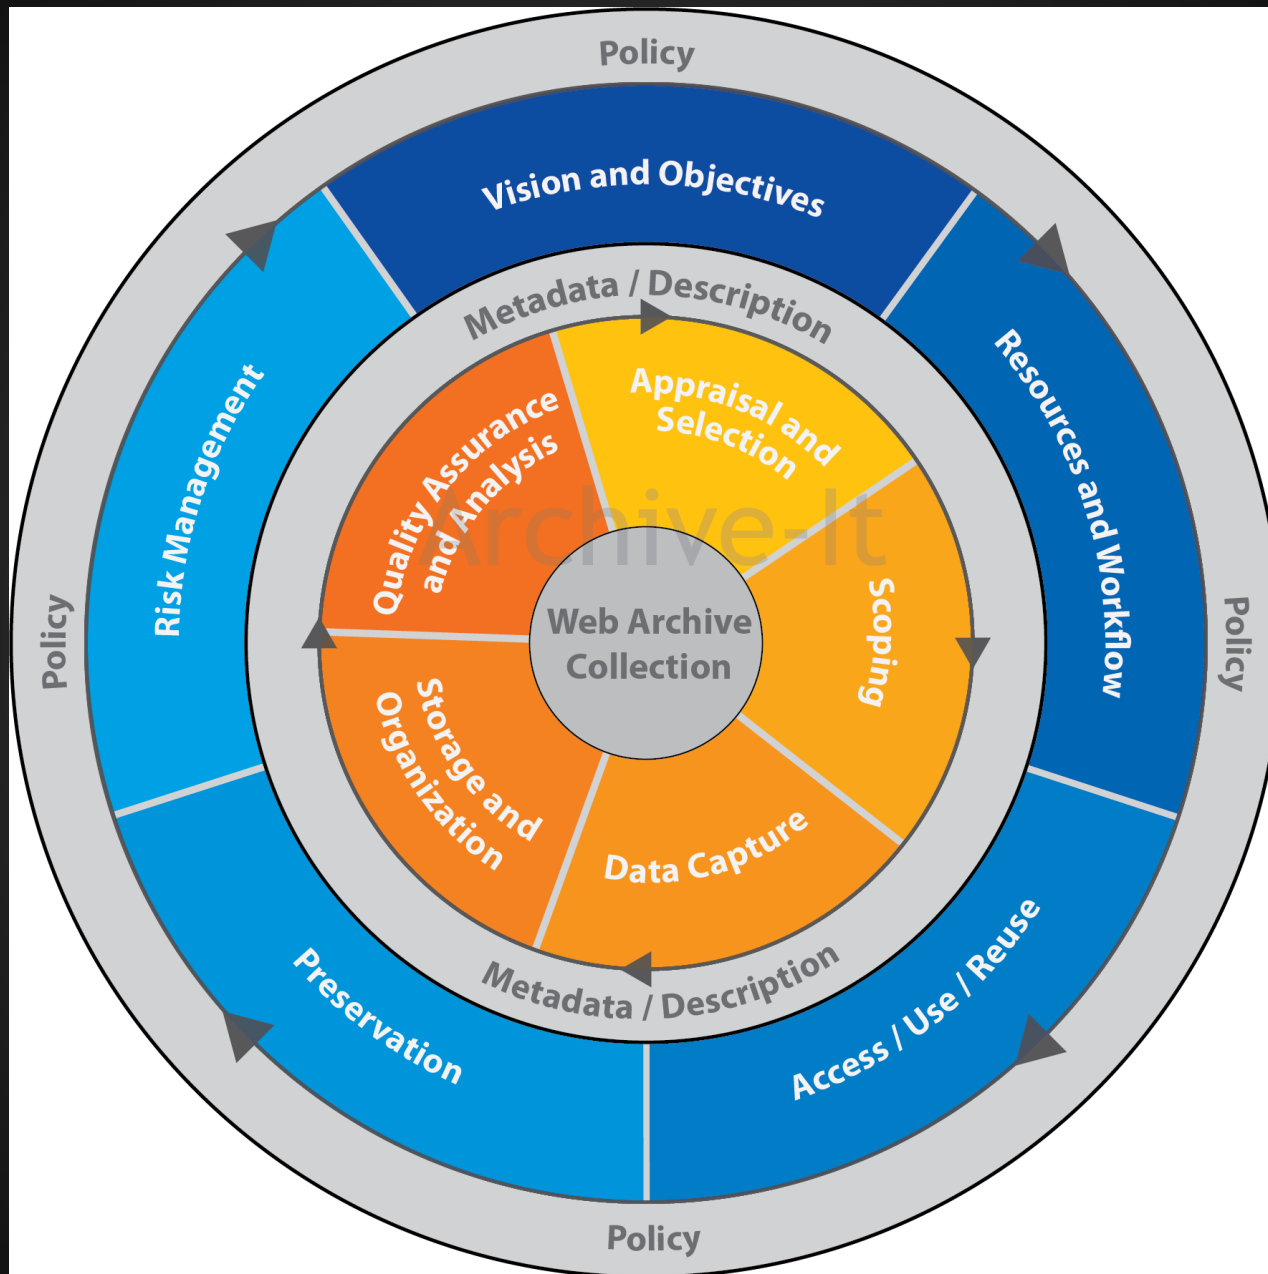 Policy
Vision and Objectives
Metadata / Description
Appraisal and
Selection
Resources and Workflow
Risk Management
Quality Assurance
and Analysis
Archive-It
Scoping
Web Archive
Collection
Policy
Policy
Storage and
Organization
Data Capture
Access / Use / Reuse
Preservation
Metadata / Description
Policy